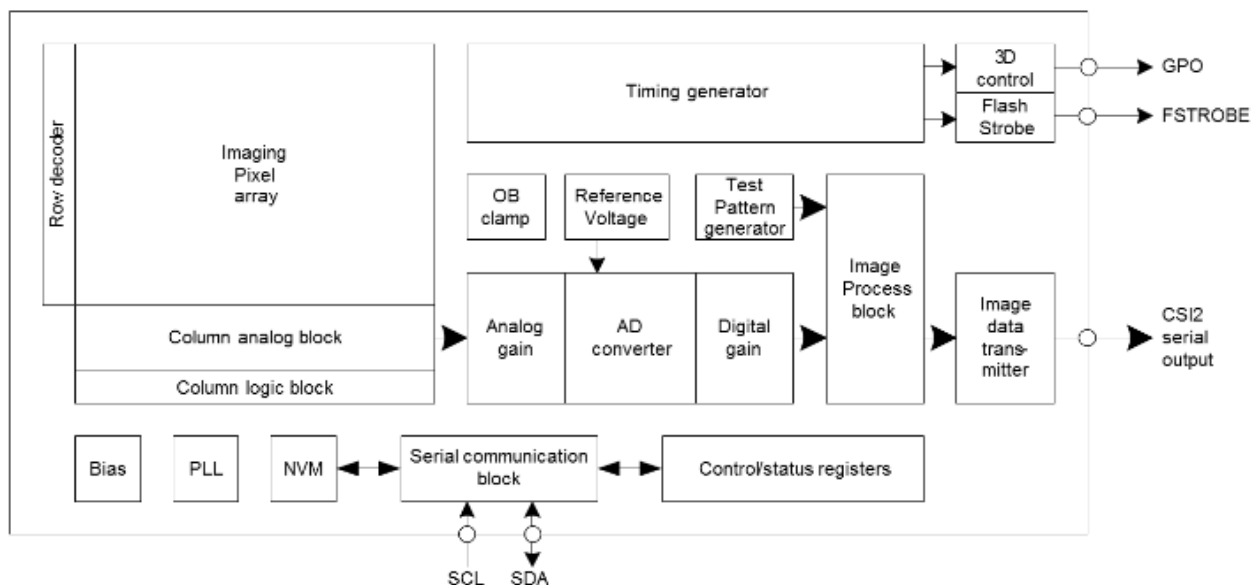 Row decoder
Imaging
Pixel
array
Column analog block
Column logic block
Timing generator
3D
control
Flash
Strobe
GPO
FSTROBE
OB
clamp
Reference
Voltage
Test
Pattern
generator
Analog
gain
AD
converter
Digital
gain
Image
Process
block
Image
data
trans-
mitter
CSI2
serial
output
Bias
PLL
NVM
Serial communication
block
Control/status registers
SCL
SDA